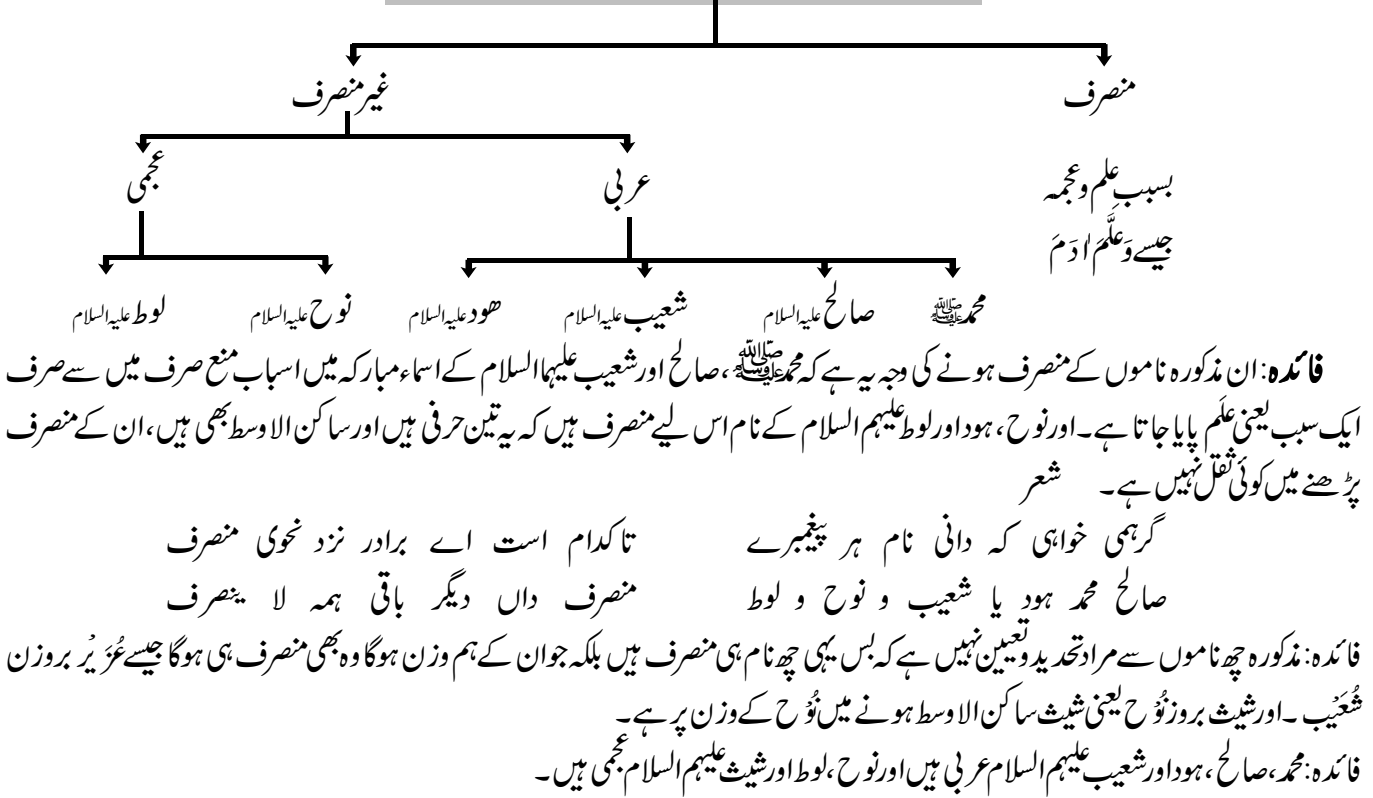 منصرف غیر منصرف
عربی عجمی
بسببِ علم و عجمہ
جیسے وَعَلَّمَ اٰدَمَ
محمد ﷺ صالح علیہ السلام شعیب علیہ السلام ھود علیہ السلام نوح علیہ السلام لوط علیہ السلام
فائدہ: ان مذکورہ ناموں کے منصرف ہونے کی وجہ یہ ہے کہ محمد ﷺ، صالح اور شعیب علیہما السلام کے اسماء مبارکہ میں اسباب منع صرف میں سے صرف
ایک سبب یعنی علَم پایا جاتا ہے۔ اور نوح، ہود اور لوط علیہم السلام کے نام اس لیے منصرف ہیں کہ یہ تین حرفی ہیں اور ساکن الاوسط بھی ہیں، ان کے منصرف
پڑھنے میں کوئی ثقل نہیں ہے۔ شعر
گر ہمی خواہی کہ دانی نام ہر پیغمبرے تا کدام است اے برادر نزد نحوی منصرف
صالح محمد ہود یا شعیب و نوح و لوط منصرف داں دیگر باقی ہمہ لا ینصرف
فائدہ: مذکورہ چھ ناموں سے مراد تحدید و تعیین نہیں ہے کہ بس یہی چھ نام ہی منصرف ہیں بلکہ جو ان کے ہم وزن ہوگا وہ بھی منصرف ہی ہوگا جیسے عُزَیْر بروزن
شُعَیْب۔ اور شیث بروز نُوْح یعنی شیث ساکن الاوسط ہونے میں نُوْح کے وزن پر ہے۔
فائدہ: محمد، صالح، ہود اور شعیب علیہم السلام عربی ہیں اور نوح، لوط اور شیث علیہم السلام عجمی ہیں۔